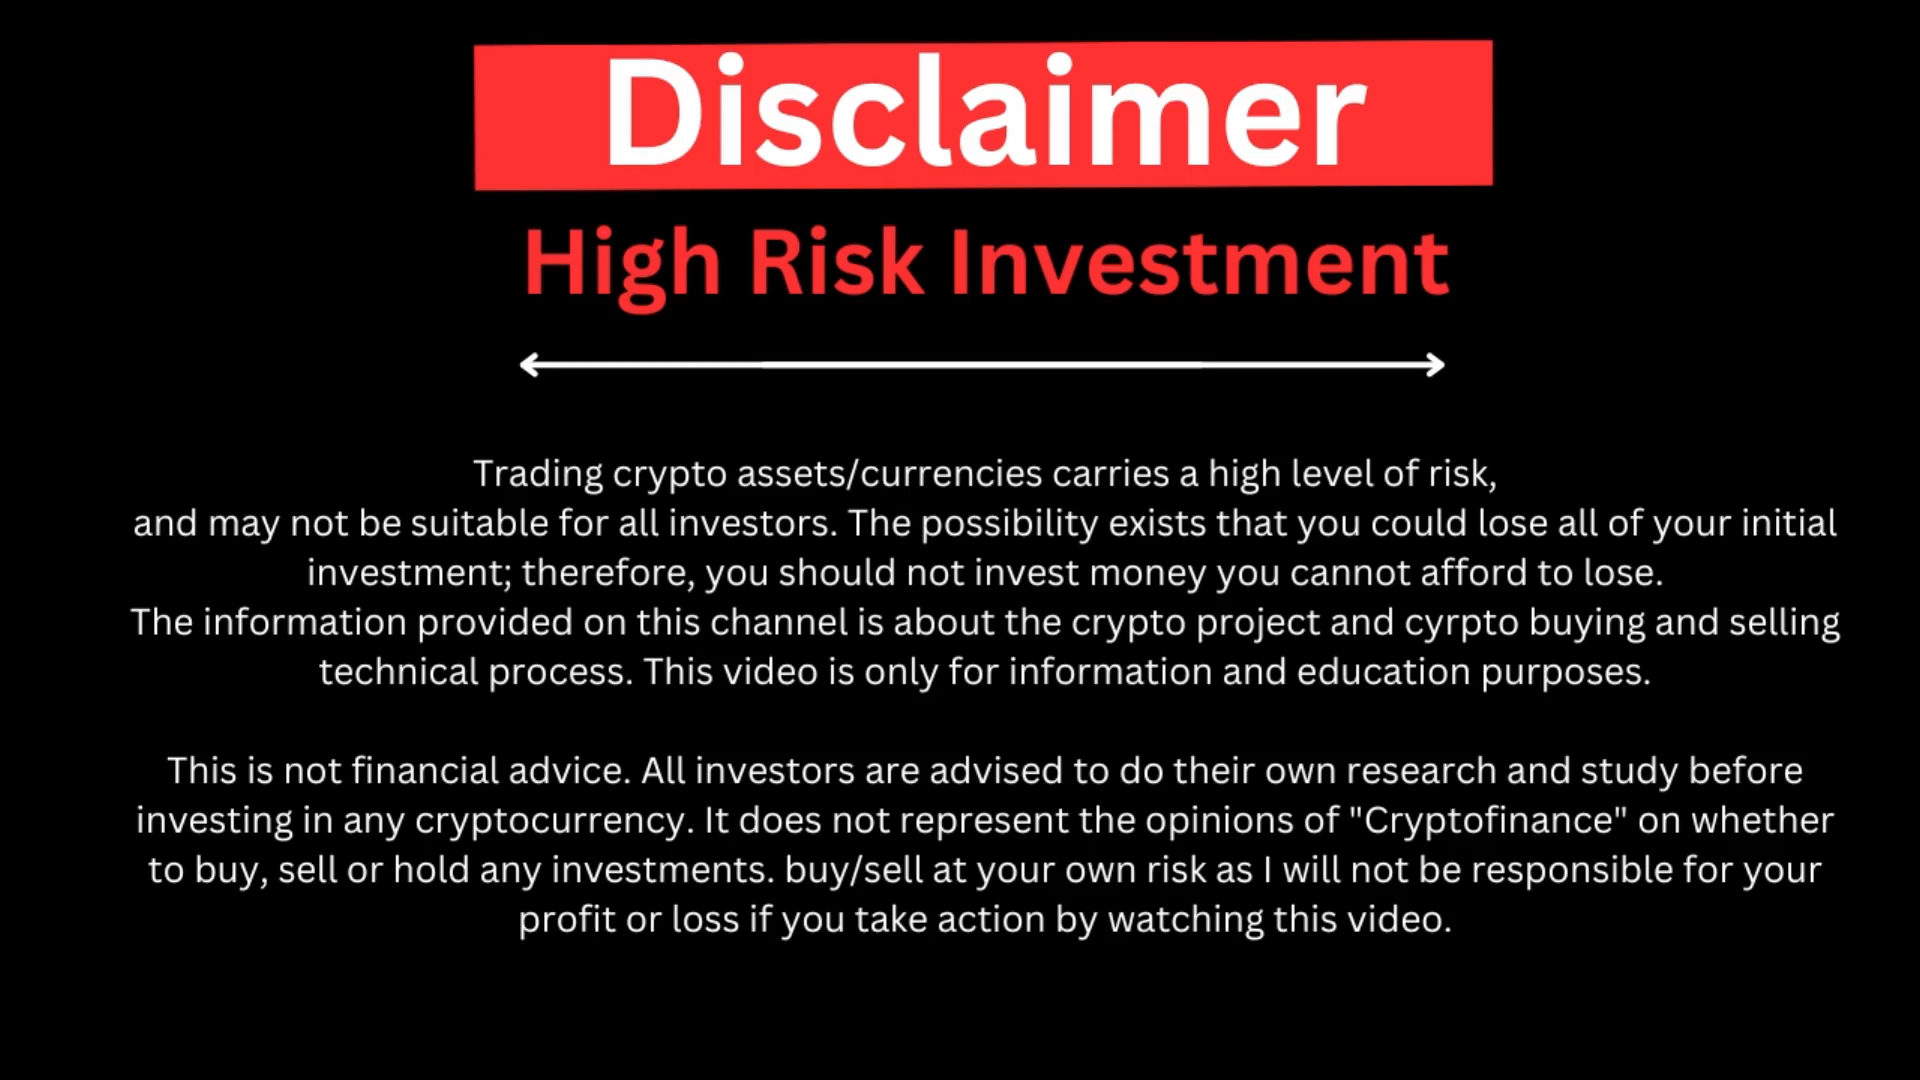 Disclaimer
High Risk Investment
Trading crypto assets/currencies carries a high level of risk,
and may not be suitable for all investors. The possibility exists that you could lose all of your initial
investment; therefore, you should not invest money you cannot afford to lose.
The information provided on this channel is about the crypto project and cyrpto buying and selling
technical process. This video is only for information and education purposes.
This is not financial advice. All investors are advised to do their own research and study before
investing in any cryptocurrency. It does not represent the opinions of "Cryptofinance" on whether
to buy, sell or hold any investments. buy/sell at your own risk as I will not be responsible for your
profit or loss if you take action by watching this video.